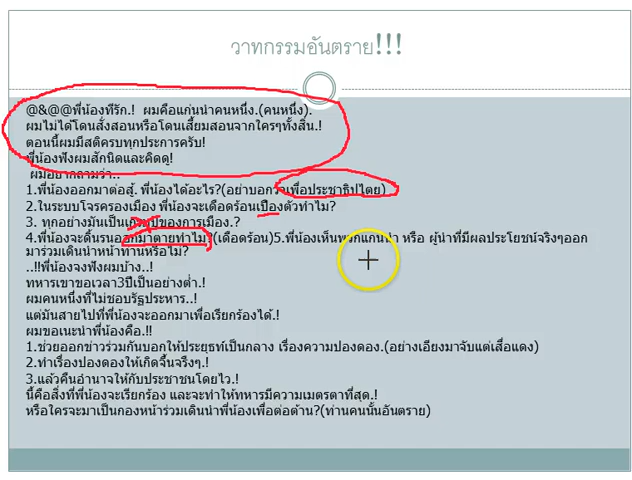 วาทกรรมอันตราย!!!
@&@@พี่น้องที่รัก.! ผมคือแกนนำคนหนึ่ง.(คนหนึ่ง).
ผมไม่ได้โดนสั่งสอนหรือโดนเสี้ยมสอนจากใครๆทั้งสิ้น.!
ตอนนี้ผมมีสติครบทุกประการครับ!
พี่น้องฟังผมสักนิดและคิดดู!
ผมอยากถามว่า..
1.พี่น้องออกมาต่อสู้. พี่น้องได้อะไร?(อย่าบอกว่าเพื่อประชาธิปไตย)
2.ในระบบโจรครองเมือง พี่น้องจะเดือดร้อนเปืองตัวทำไม?
3. ทุกอย่างมันเป็นเกมส์ของการเมือง.?
4.พี่น้องจะดิ้นรนออกมาตายทำไม?(เดือดร้อน)5.พี่น้องเห็นพวกแกนนำ หรือ ผู้นำที่มีผลประโยชน์จริงๆออก
มาร่วมเดินนำหน้าท่านหรือไม่?
..!!พี่น้องจงฟังผมบ้าง..!
ทหารเขาขอเวลา3ปีเป็นอย่างต่ำ.!
ผมคนหนึ่งที่ไม่ชอบรัฐประหาร..!
แต่มันสายไปที่พี่น้องจะออกมาเพื่อเรียกร้องได้.!
ผมขอเนะนำพี่น้องคือ.!!
1.ช่วยออกข่าวร่วมกันบอกให้ประยุธท์เป็นกลาง เรื่องความปองดอง.(อย่างเอียงมาจับแต่เสื่อแดง)
2.ทำเรื่องปองดองให้เกิดขึ้นจริงๆ.!
3.แล้วคืนอำนาจให้กับประชาชนโดยไว.!
นี้คือสิ่งที่พี่น้องจะเรียกร้อง และจะทำให้ทหารมีความเมตรตาที่สุด.!
หรือใครจะมาเป็นกองหน้าร่วมเดินนำพี่น้องเพื่อต่อต้าน?(ท่านคนนั้นอันตราย)